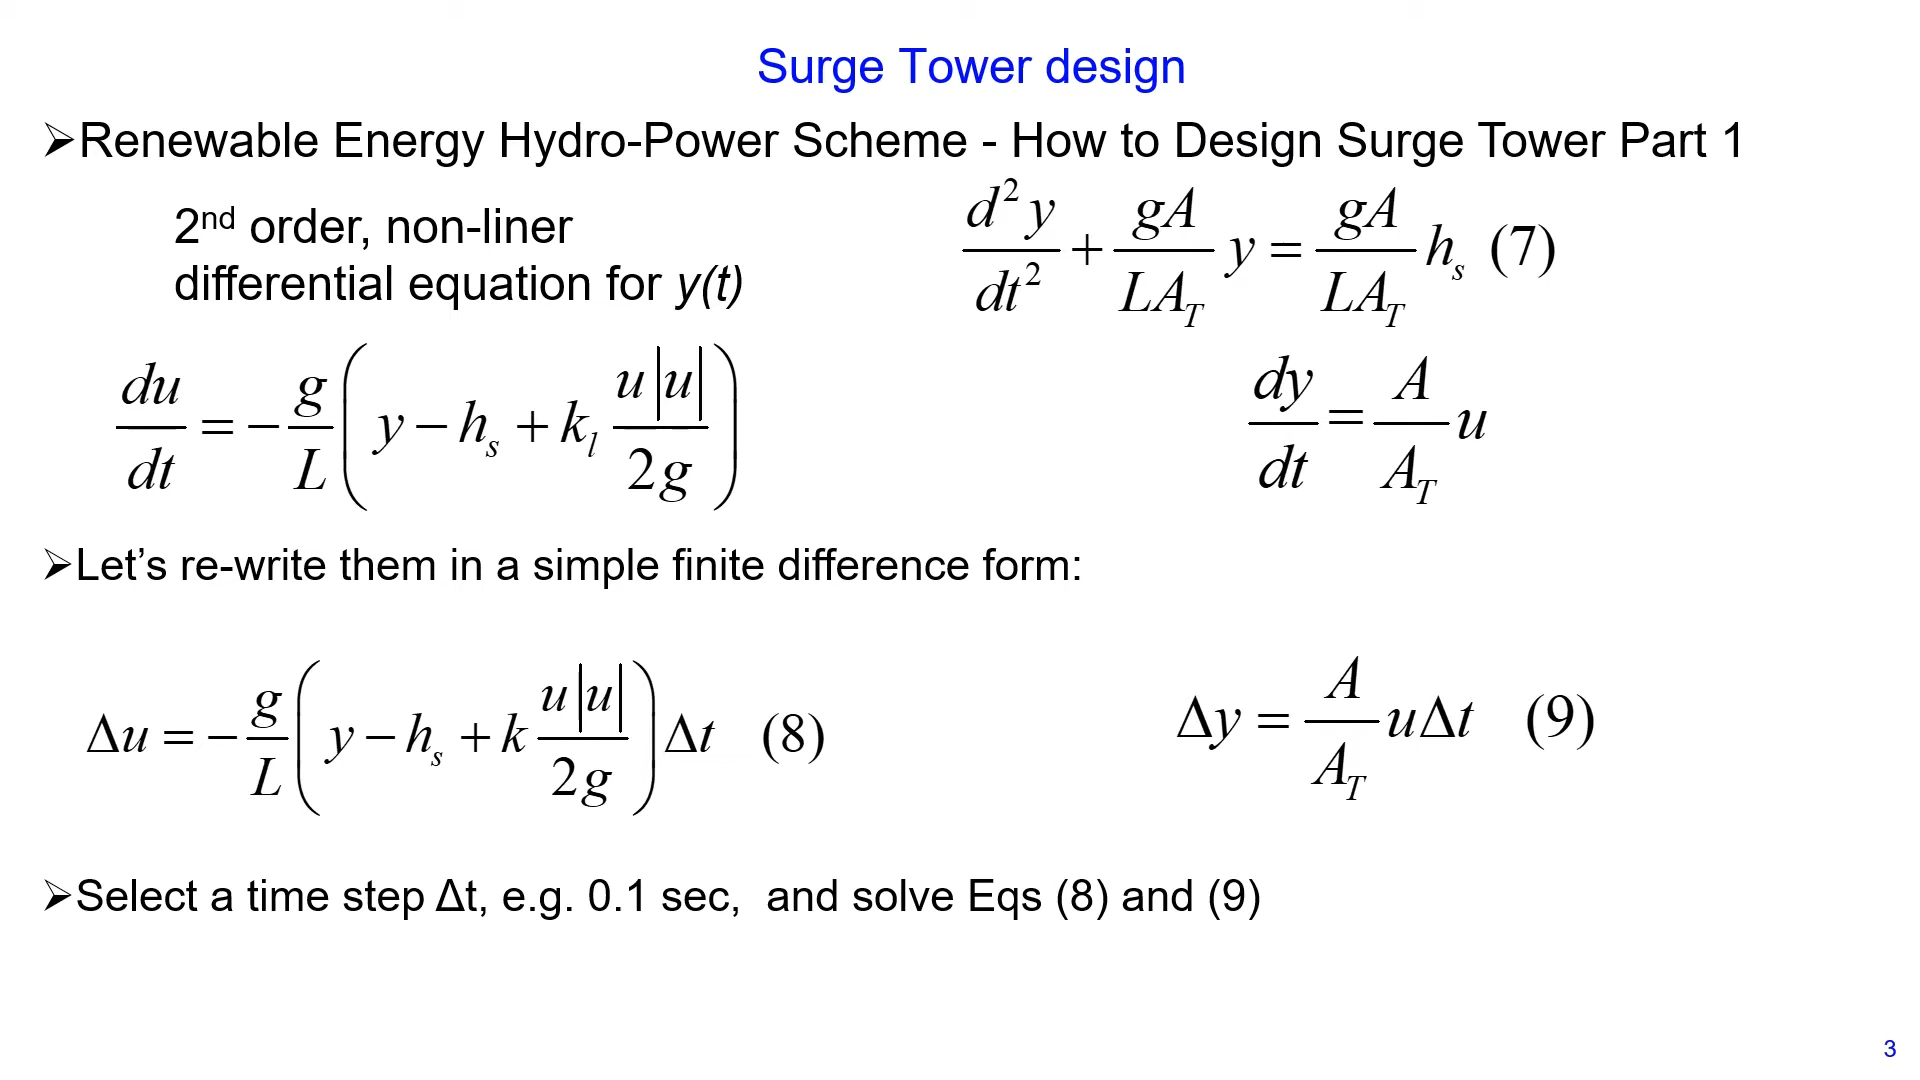 Surge Tower design
➢Renewable Energy Hydro-Power Scheme - How to Design Surge Tower Part 1
2nd order, non-liner
differential equation for y(t)
d²y/dt² + gA/LA_T y = gA/LA_T h_s (7)
du/dt = − g/L ( y − h_s + k_l u|u|/2g )
dy/dt = A/A_T u
➢Let’s re-write them in a simple finite difference form:
Δu = − g/L ( y − h_s + k u|u|/2g ) Δt (8)
Δy = A/A_T uΔt (9)
➢Select a time step Δt, e.g. 0.1 sec, and solve Eqs (8) and (9)
3